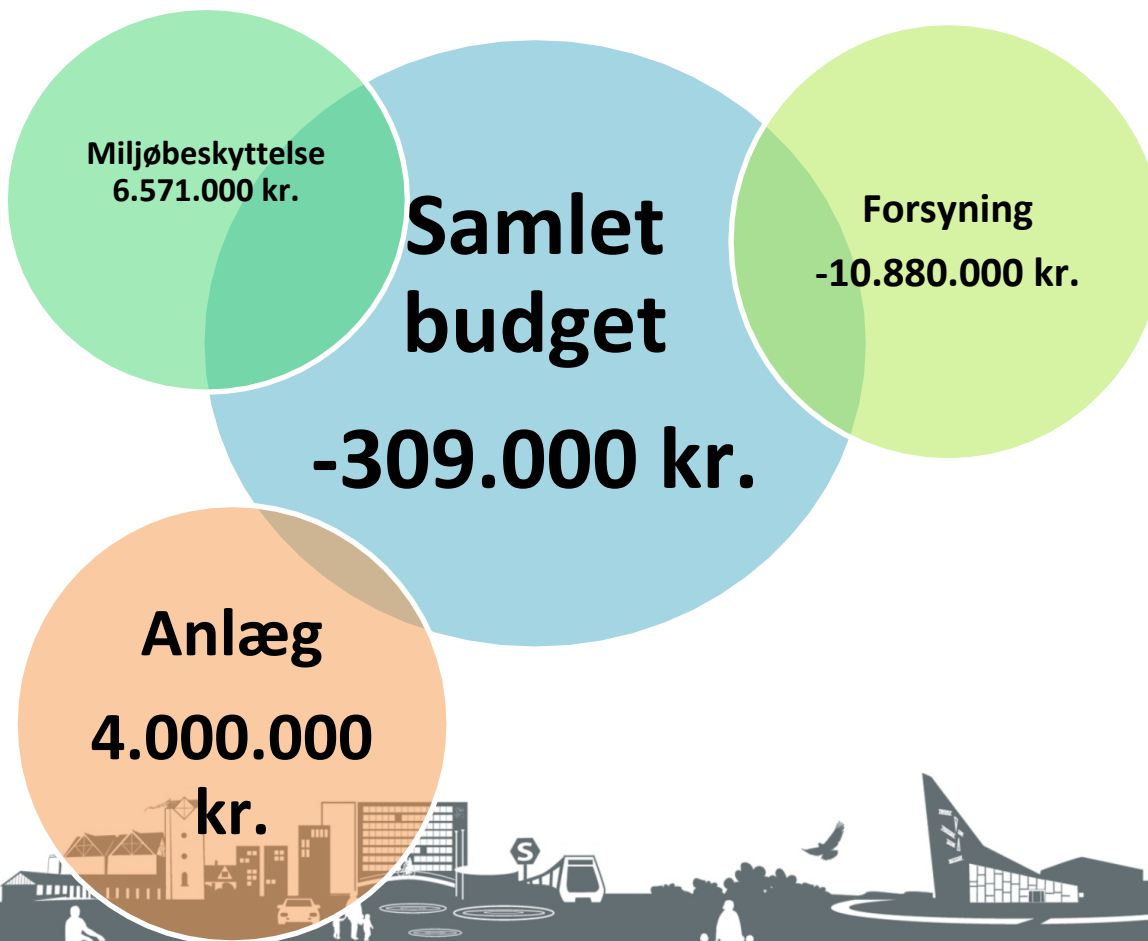 Miljøbeskyttelse
6.571.000 kr.
Samlet
budget
-309.000 kr.
Forsyning
-10.880.000 kr.
Anlæg
4.000.000
kr.
S